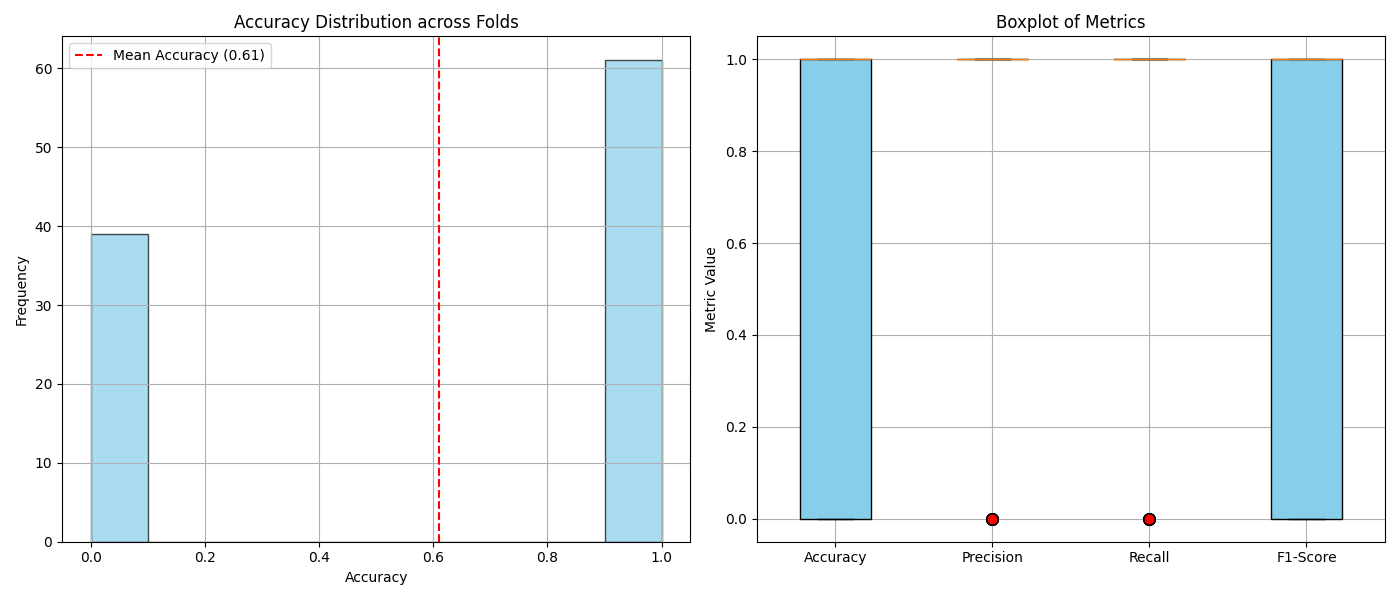 Accuracy Distribution across Folds
Mean Accuracy (0.61)
60
50
40
30
20
10
0
Frequency
0.0 0.2 0.4 0.6 0.8 1.0
Accuracy
Boxplot of Metrics
1.0
0.8
0.6
0.4
0.2
0.0
Metric Value
Accuracy Precision Recall F1-Score